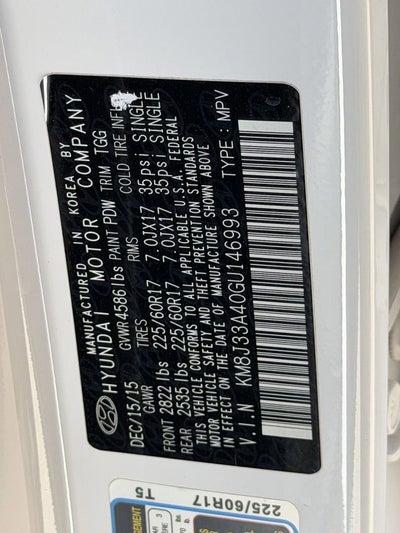 MANUFACTURED IN KOREA BY
HYUNDAI MOTOR COMPANY
DEC/15/15 GVWR 4586 lbs PAINT PDW TRIM TGG
GAWR TIRES RIMS COLD TIRE INFL
FRONT 2822 lbs 225/60R17 7.0JX17 35psi SINGLE
REAR 2535 lbs 225/60R17 7.0JX17 35psi SINGLE
THIS VEHICLE CONFORMS TO ALL APPLICABLE U.S.A. FEDERAL
MOTOR VEHICLE SAFETY AND THEFT PREVENTION STANDARDS
IN EFFECT ON THE DATE OF MANUFACTURE SHOWN ABOVE
V.I.N KM8J33A40GU146993 TYPE: MPV
225/60R17
T5